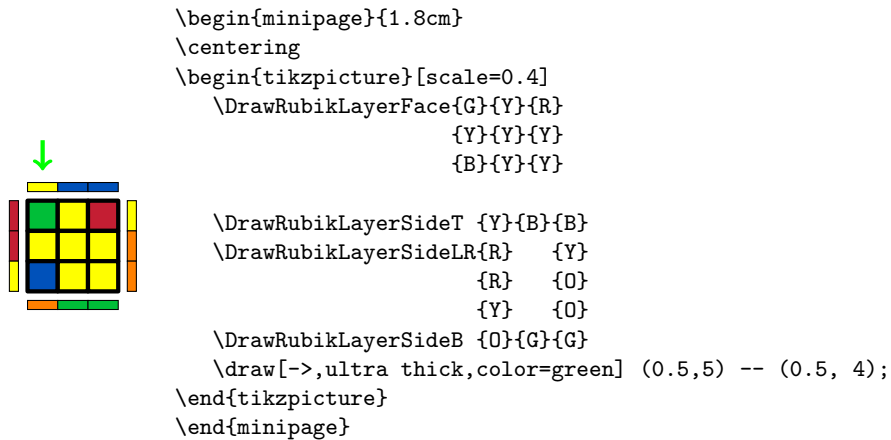 \begin{minipage}{1.8cm}
\centering
\begin{tikzpicture}[scale=0.4]
   \DrawRubikLayerFace{G}{Y}{R}
                      {Y}{Y}{Y}
                      {B}{Y}{Y}

   \DrawRubikLayerSideT {Y}{B}{B}
   \DrawRubikLayerSideLR{R}   {Y}
                        {R}   {O}
                        {Y}   {O}
   \DrawRubikLayerSideB {O}{G}{G}
   \draw[->,ultra thick,color=green] (0.5,5) -- (0.5, 4);
\end{tikzpicture}
\end{minipage}